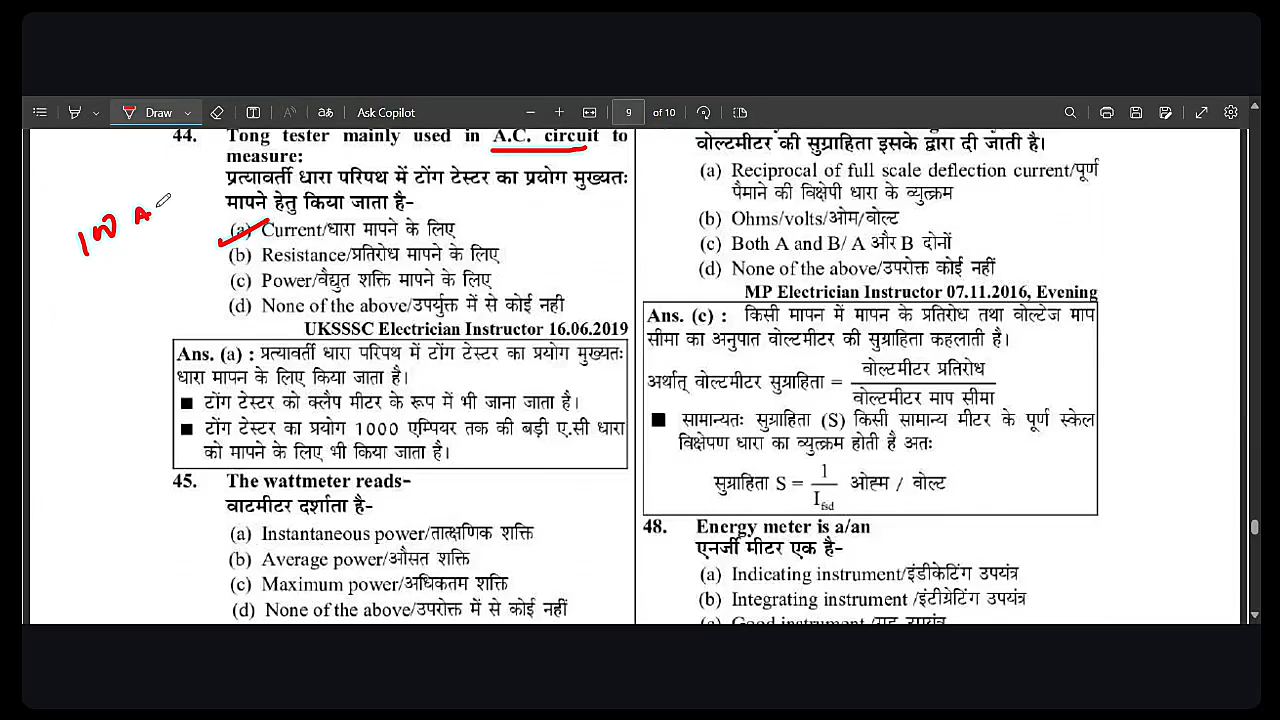 Draw
Ask Copilot
9 of 10
44. Tong tester mainly used in A.C. circuit to
measure:
प्रत्यावर्ती धारा परिपथ में टोंग टेस्टर का प्रयोग मुख्यतः
मापने हेतु किया जाता है-
(a) Current/धारा मापने के लिए
(b) Resistance/प्रतिरोध मापने के लिए
(c) Power/वैद्युत शक्ति मापने के लिए
(d) None of the above/उपर्युक्त में से कोई नही
UKSSSC Electrician Instructor 16.06.2019
Ans. (a) : प्रत्यावर्ती धारा परिपथ में टोंग टेस्टर का प्रयोग मुख्यतः
धारा मापन के लिए किया जाता है।
■ टोंग टेस्टर को क्लैप मीटर के रूप में भी जाना जाता है।
■ टोंग टेस्टर का प्रयोग 1000 एम्पियर तक की बड़ी ए.सी धारा
को मापने के लिए भी किया जाता है।
45. The wattmeter reads-
वाटमीटर दर्शाता है-
(a) Instantaneous power/तात्क्षणिक शक्ति
(b) Average power/औसत शक्ति
(c) Maximum power/अधिकतम शक्ति
(d) None of the above/उपरोक्त में से कोई नहीं
वोल्टमीटर की सुग्राहिता इसके द्वारा दी जाती है।
(a) Reciprocal of full scale deflection current/पूर्ण
पैमाने की विक्षेपी धारा के व्युत्क्रम
(b) Ohms/volts/ओम/वोल्ट
(c) Both A and B/ A और B दोनों
(d) None of the above/उपरोक्त कोई नहीं
MP Electrician Instructor 07.11.2016, Evening
Ans. (c) : किसी मापन में मापन के प्रतिरोध तथा वोल्टेज माप
सीमा का अनुपात वोल्टमीटर की सुग्राहिता कहलाती है।
अर्थात् वोल्टमीटर सुग्राहिता = वोल्टमीटर प्रतिरोध
वोल्टमीटर माप सीमा
■ सामान्यतः सुग्राहिता (S) किसी सामान्य मीटर के पूर्ण स्केल
विक्षेपण धारा का व्युत्क्रम होती है अतः
सुग्राहिता S = 1 / Ifsd ओह्म / वोल्ट
48. Energy meter is a/an
एनर्जी मीटर एक है-
(a) Indicating instrument/इंडीकेटिंग उपयंत्र
(b) Integrating instrument /इंटीग्रेटिंग उपयंत्र